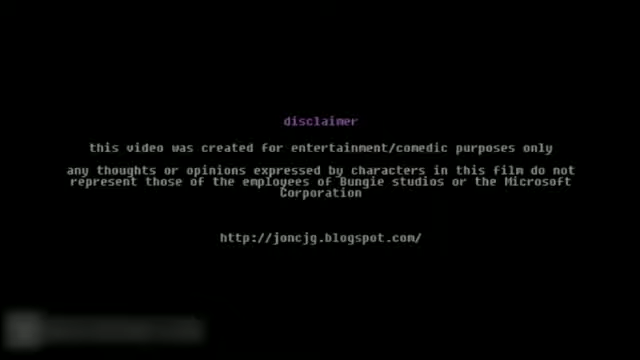 disclaimer
this video was created for entertainment/comedic purposes only
any thoughts or opinions expressed by characters in this film do not
represent those of the employees of Bungie studios or the Microsoft
Corporation
http://joncjg.blogspot.com/